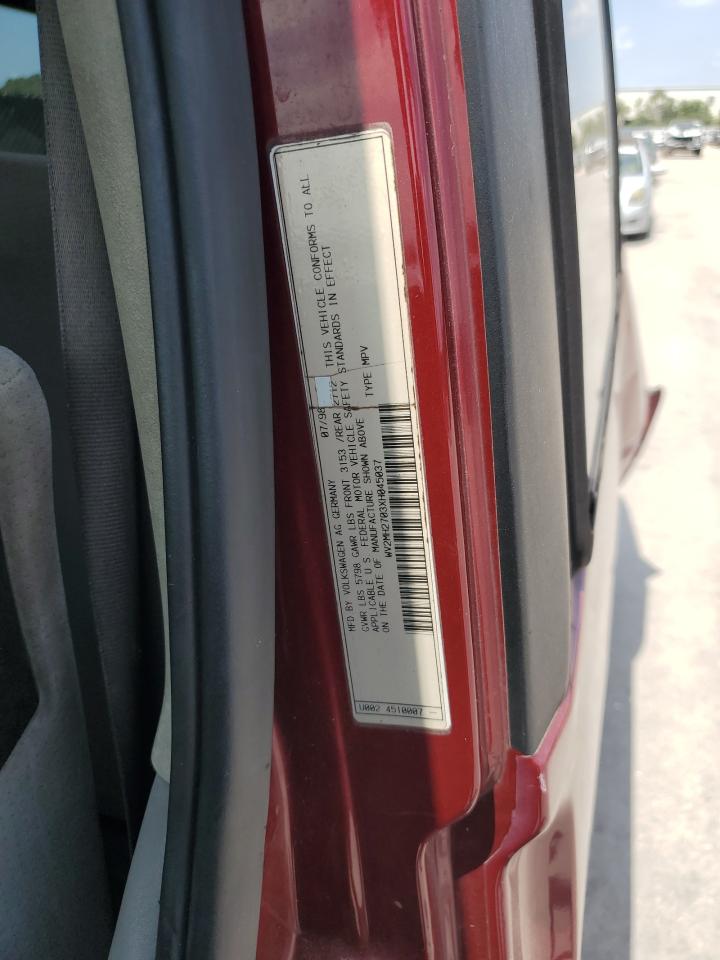 MFD BY VOLKSWAGEN AG GERMANY 07/98
GVWR LBS 5798 GAWR LBS FRONT 3153 /REAR 2 THIS VEHICLE CONFORMS TO ALL
APPLICABLE U S FEDERAL MOTOR VEHICLE SAFETY STANDARDS IN EFFECT
ON THE DATE OF MANUFACTURE SHOWN ABOVE TYPE MPV
WV2MH2703XH045037
U002 4510007 -